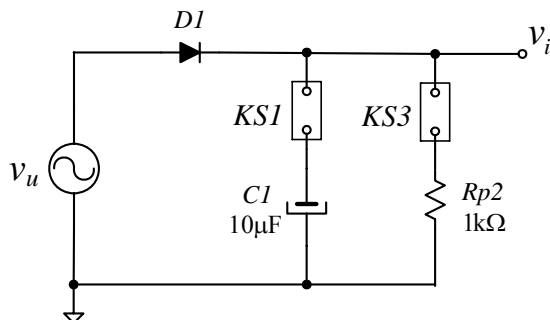 D1
v_i
KS1
KS3
v_u
C1
10µF
Rp2
1kΩ